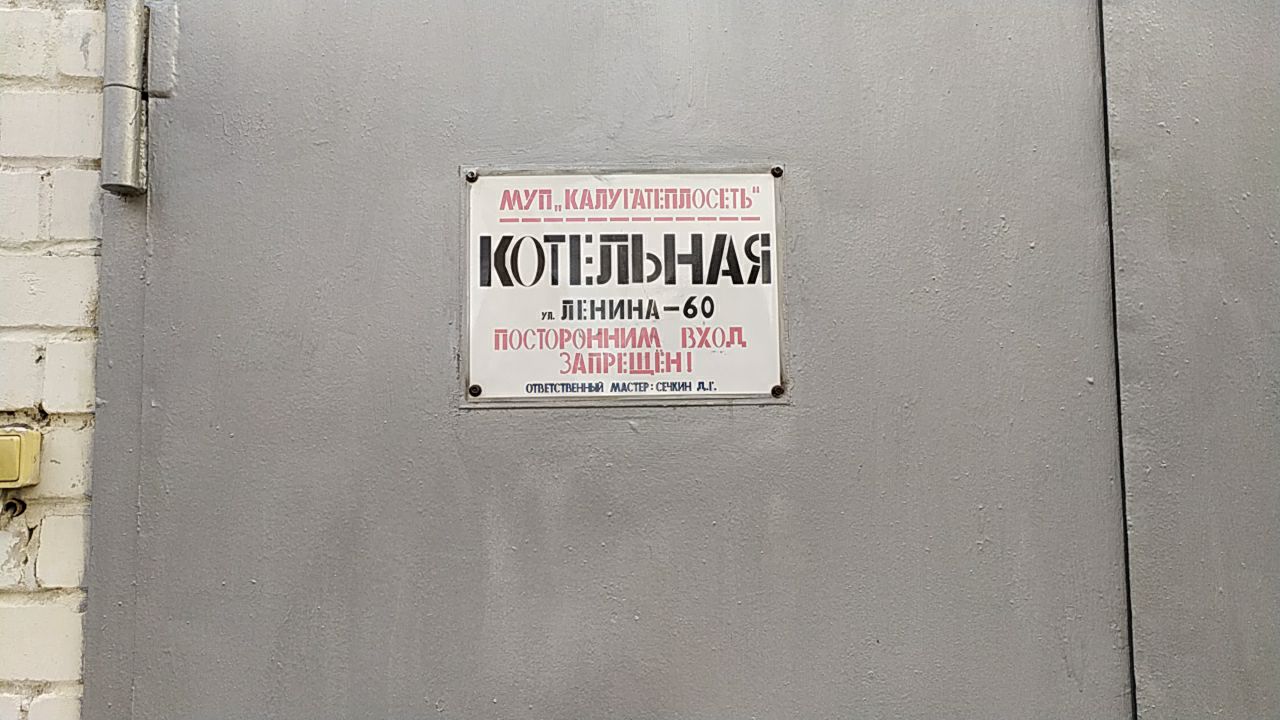 МУП „КАЛУГАТЕПЛОСЕТЬ"
КОТЕЛЬНАЯ
ул. ЛЕНИНА-60
ПОСТОРОННИМ ВХОД
ЗАПРЕЩЁН!
ОТВЕТСТВЕННЫЙ МАСТЕР: СЕЧКИН Л.Г.